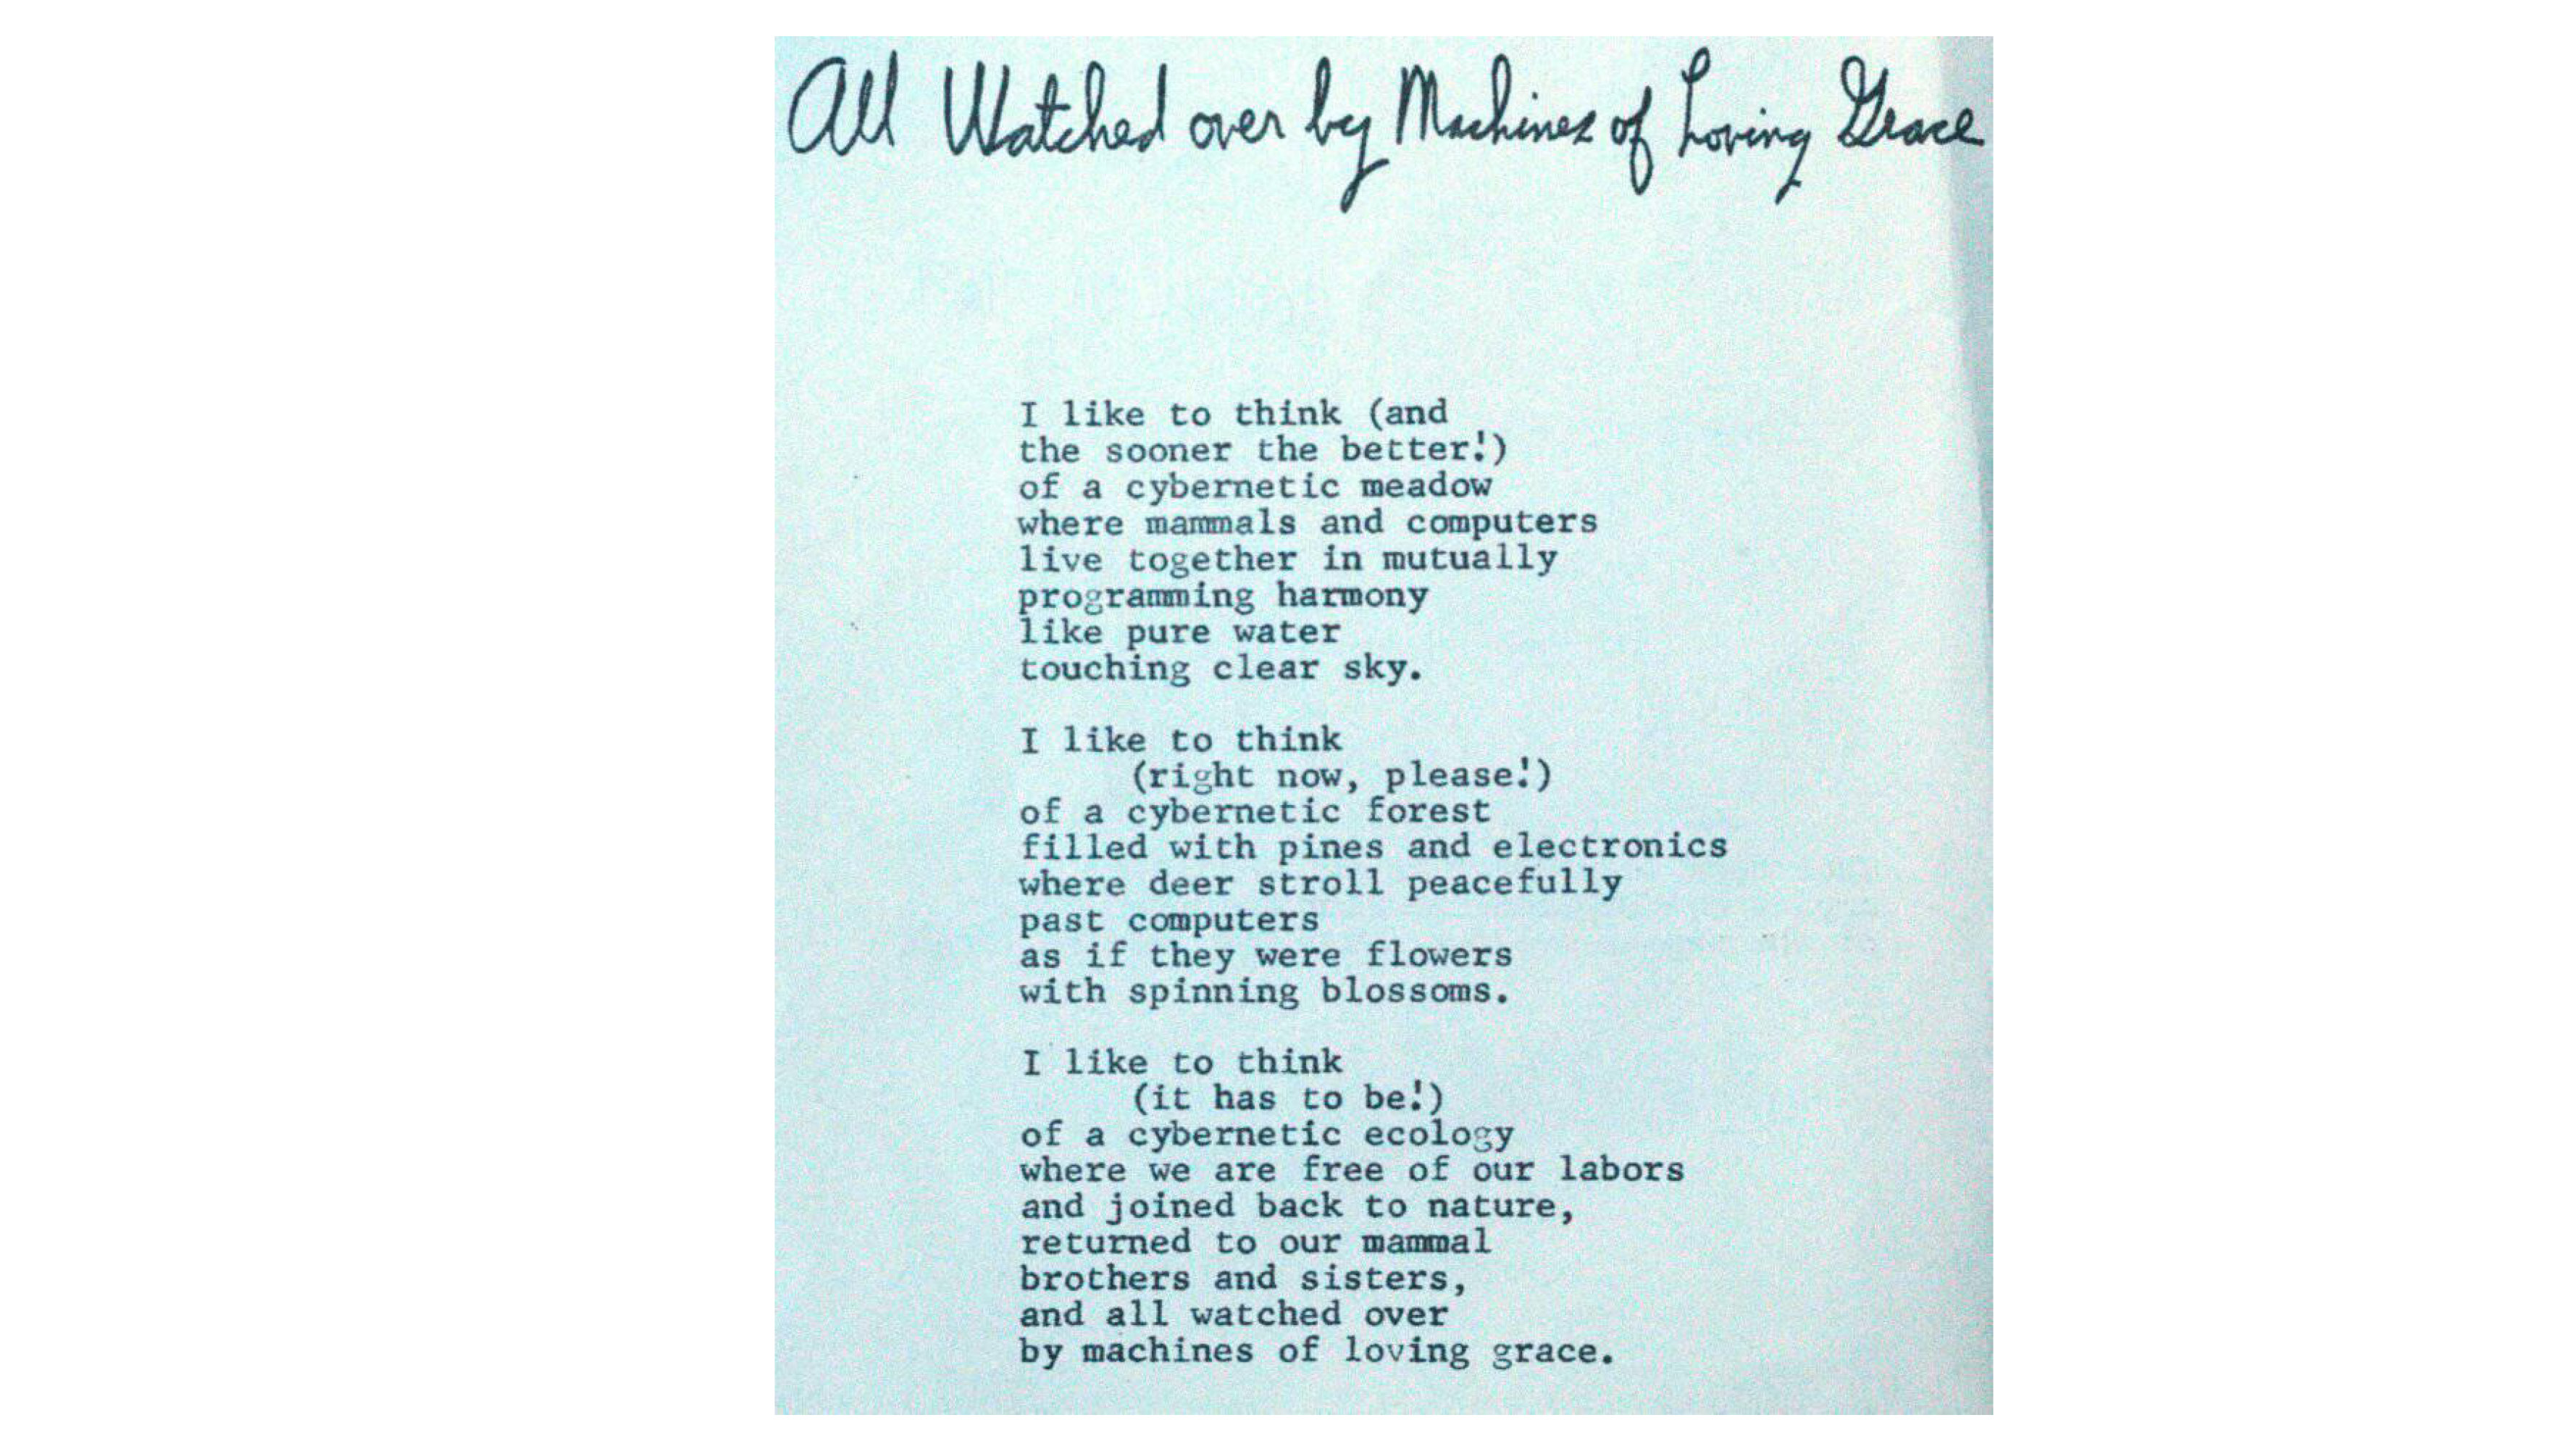 All Watched over by Machines of Loving Grace
I like to think (and
the sooner the better!)
of a cybernetic meadow
where mammals and computers
live together in mutually
programming harmony
like pure water
touching clear sky.
I like to think
(right now, please!)
of a cybernetic forest
filled with pines and electronics
where deer stroll peacefully
past computers
as if they were flowers
with spinning blossoms.
I like to think
(it has to be!)
of a cybernetic ecology
where we are free of our labors
and joined back to nature,
returned to our mammal
brothers and sisters,
and all watched over
by machines of loving grace.